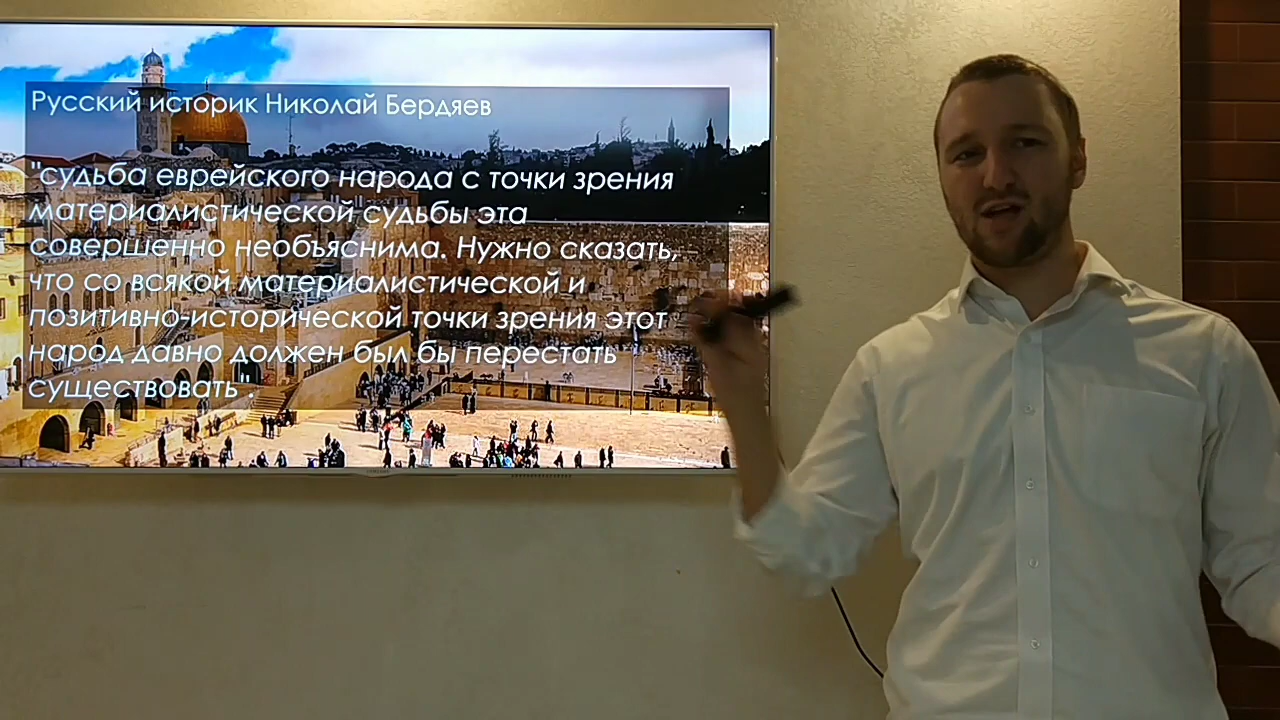 Русский историк Николай Бердяев
"судьба еврейского народа с точки зрения
материалистической судьбы эта
совершенно необъяснима. Нужно сказать,
что со всякой материалистической и
позитивно-исторической точки зрения этот
народ давно должен был бы перестать
существовать".